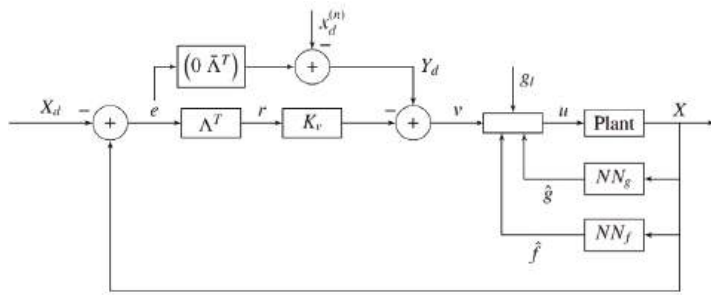 x_d^{(n)}
(0 Λ̄^T)
−
+
Y_d
g_l
X_d
−
+
e
Λ^T
r
K_v
−
+
v
u
Plant
X
ĝ
NN_g
f̂
NN_f